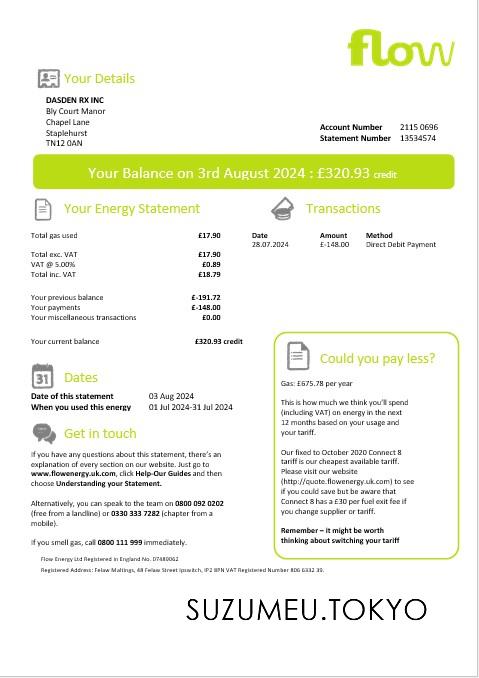 flow
Your Details
DASDEN RX INC
Bly Court Manor
Chapel Lane
Staplehurst
TN12 0AN
Account Number 2115 0696
Statement Number 13534574
Your Balance on 3rd August 2024 : £320.93 credit
Your Energy Statement
Total gas used £17.90
Total exc. VAT £17.90
VAT @ 5.00% £0.89
Total inc. VAT £18.79
Your previous balance £-191.72
Your payments £-148.00
Your miscellaneous transactions £0.00
Your current balance £320.93 credit
Transactions
Date Amount Method
28.07.2024 £-148.00 Direct Debit Payment
31
Dates
Date of this statement 03 Aug 2024
When you used this energy 01 Jul 2024-31 Jul 2024
Get in touch
If you have any questions about this statement, there's an
explanation of every section on our website. Just go to
www.flowenergy.uk.com, click Help-Our Guides and then
choose Understanding your Statement.
Alternatively, you can speak to the team on 0800 092 0202
(free from a landline) or 0330 333 7282 (chapter from a
mobile).
If you smell gas, call 0800 111 999 immediately.
Could you pay less?
Gas: £675.78 per year
This is how much we think you'll spend
(including VAT) on energy in the next
12 months based on your usage and
your tariff.
Our fixed to October 2020 Connect 8
tariff is our cheapest available tariff.
Please visit our website
(http://quote.flowenergy.uk.com) to see
if you could save but be aware that
Connect 8 has a £30 per fuel exit fee if
you change supplier or tariff.
Remember – it might be worth
thinking about switching your tariff
Flow Energy Ltd Registered in England No. 07489062
Registered Address: Felaw Maltings, 48 Felaw Street Ipswitch, IP2 8PN VAT Registered Number 806 6332 39.
SUZUMEU.TOKYO